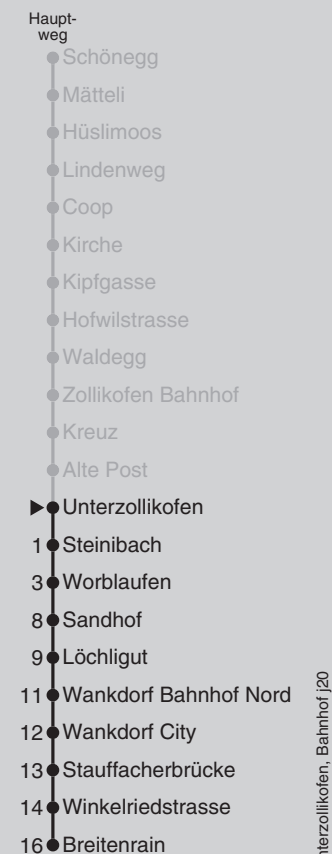 Haupt-
weg
Schönegg
Mätteli
Hüslimoos
Lindenweg
Coop
Kirche
Kipfgasse
Hofwilstrasse
Waldegg
Zollikofen Bahnhof
Kreuz
Alte Post
Unterzollikofen
1 Steinibach
3 Worblaufen
8 Sandhof
9 Löchligut
11 Wankdorf Bahnhof Nord
12 Wankdorf City
13 Stauffacherbrücke
14 Winkelriedstrasse
16 Breitenrain
Bahnhof j20